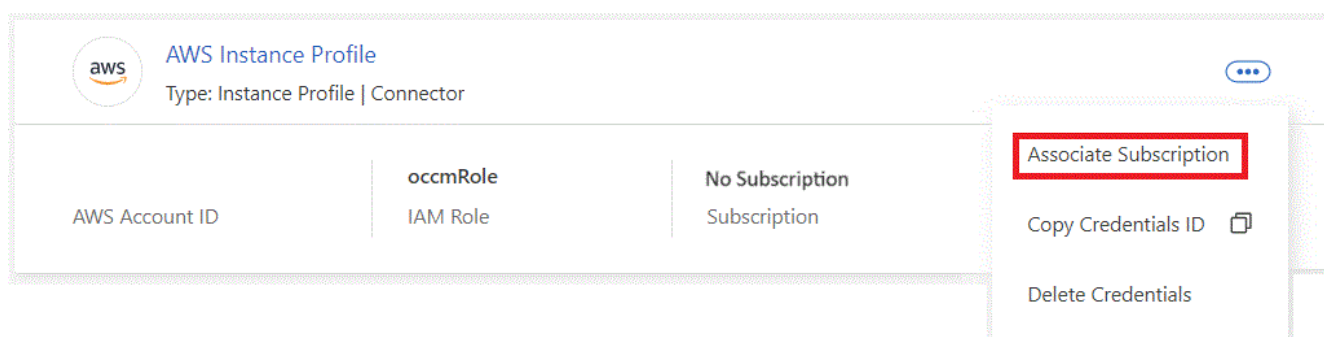 aws
AWS Instance Profile
Type: Instance Profile | Connector
occmRole
No Subscription
AWS Account ID
IAM Role
Subscription
Associate Subscription
Copy Credentials ID
Delete Credentials